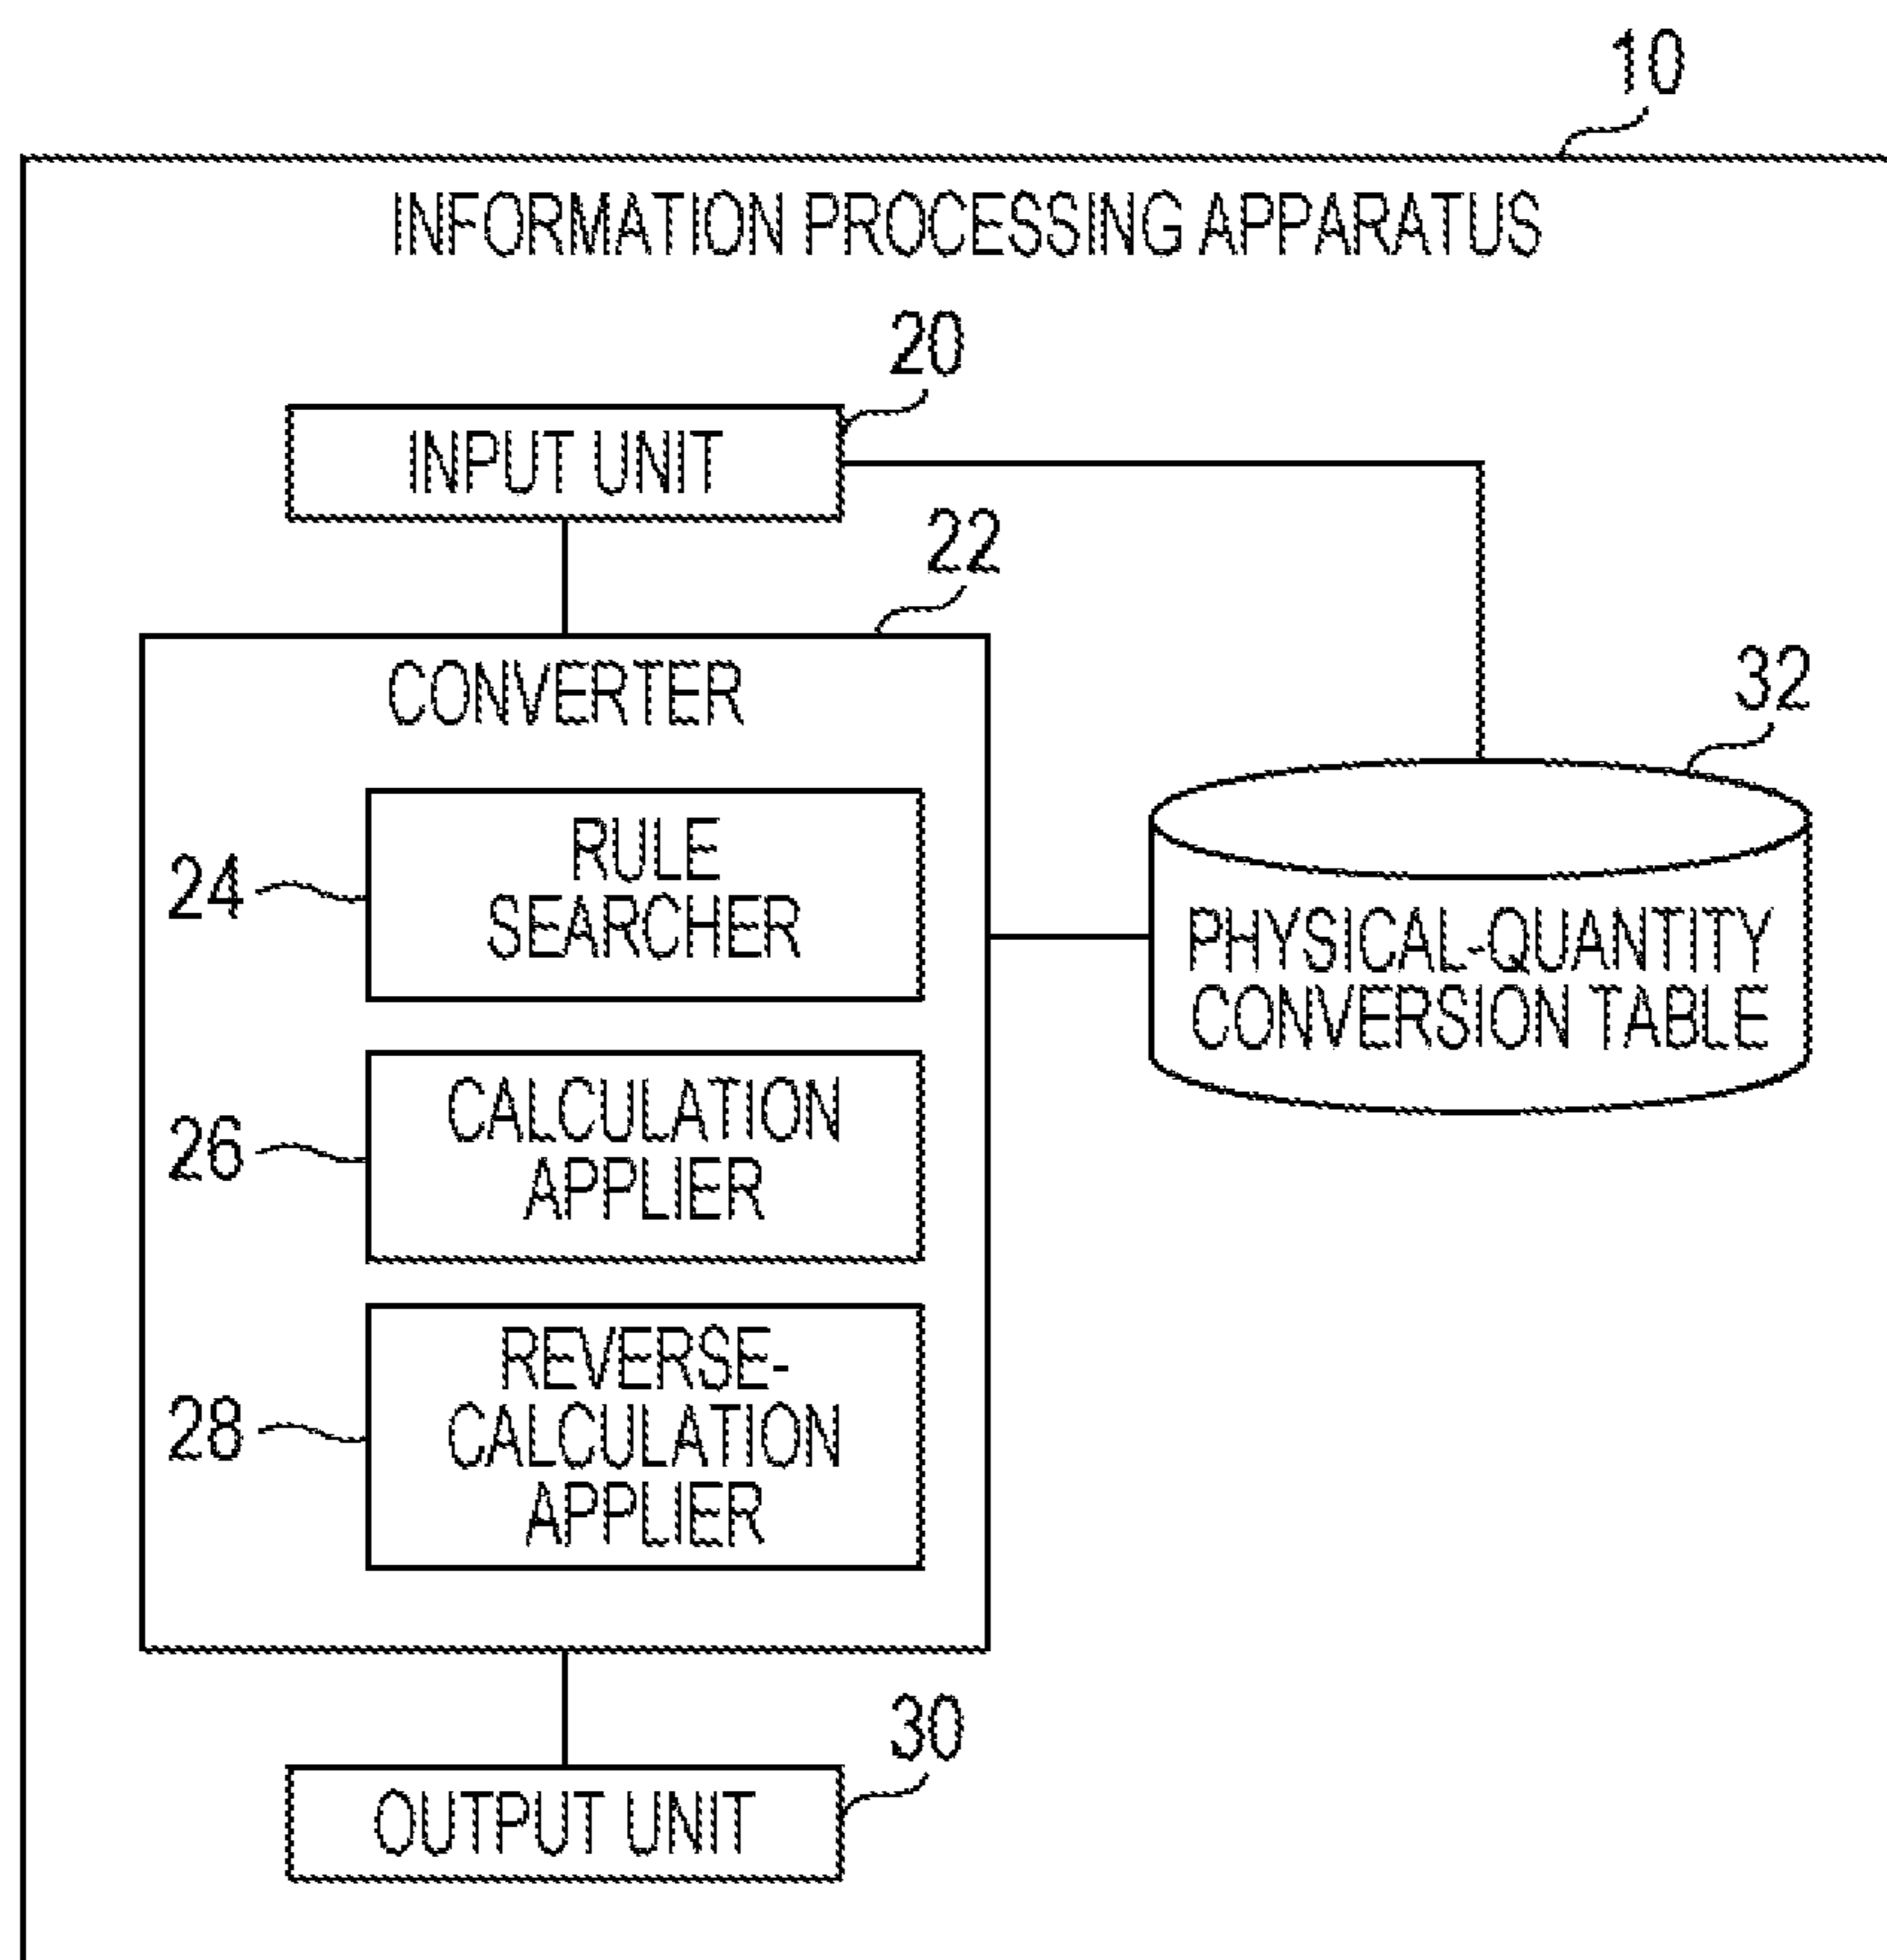 10
INFORMATION PROCESSING APPARATUS
20
INPUT UNIT
22
CONVERTER
32
24
RULE
SEARCHER
PHYSICAL-QUANTITY
CONVERSION TABLE
26
CALCULATION
APPLIER
28
REVERSE-
CALCULATION
APPLIER
30
OUTPUT UNIT